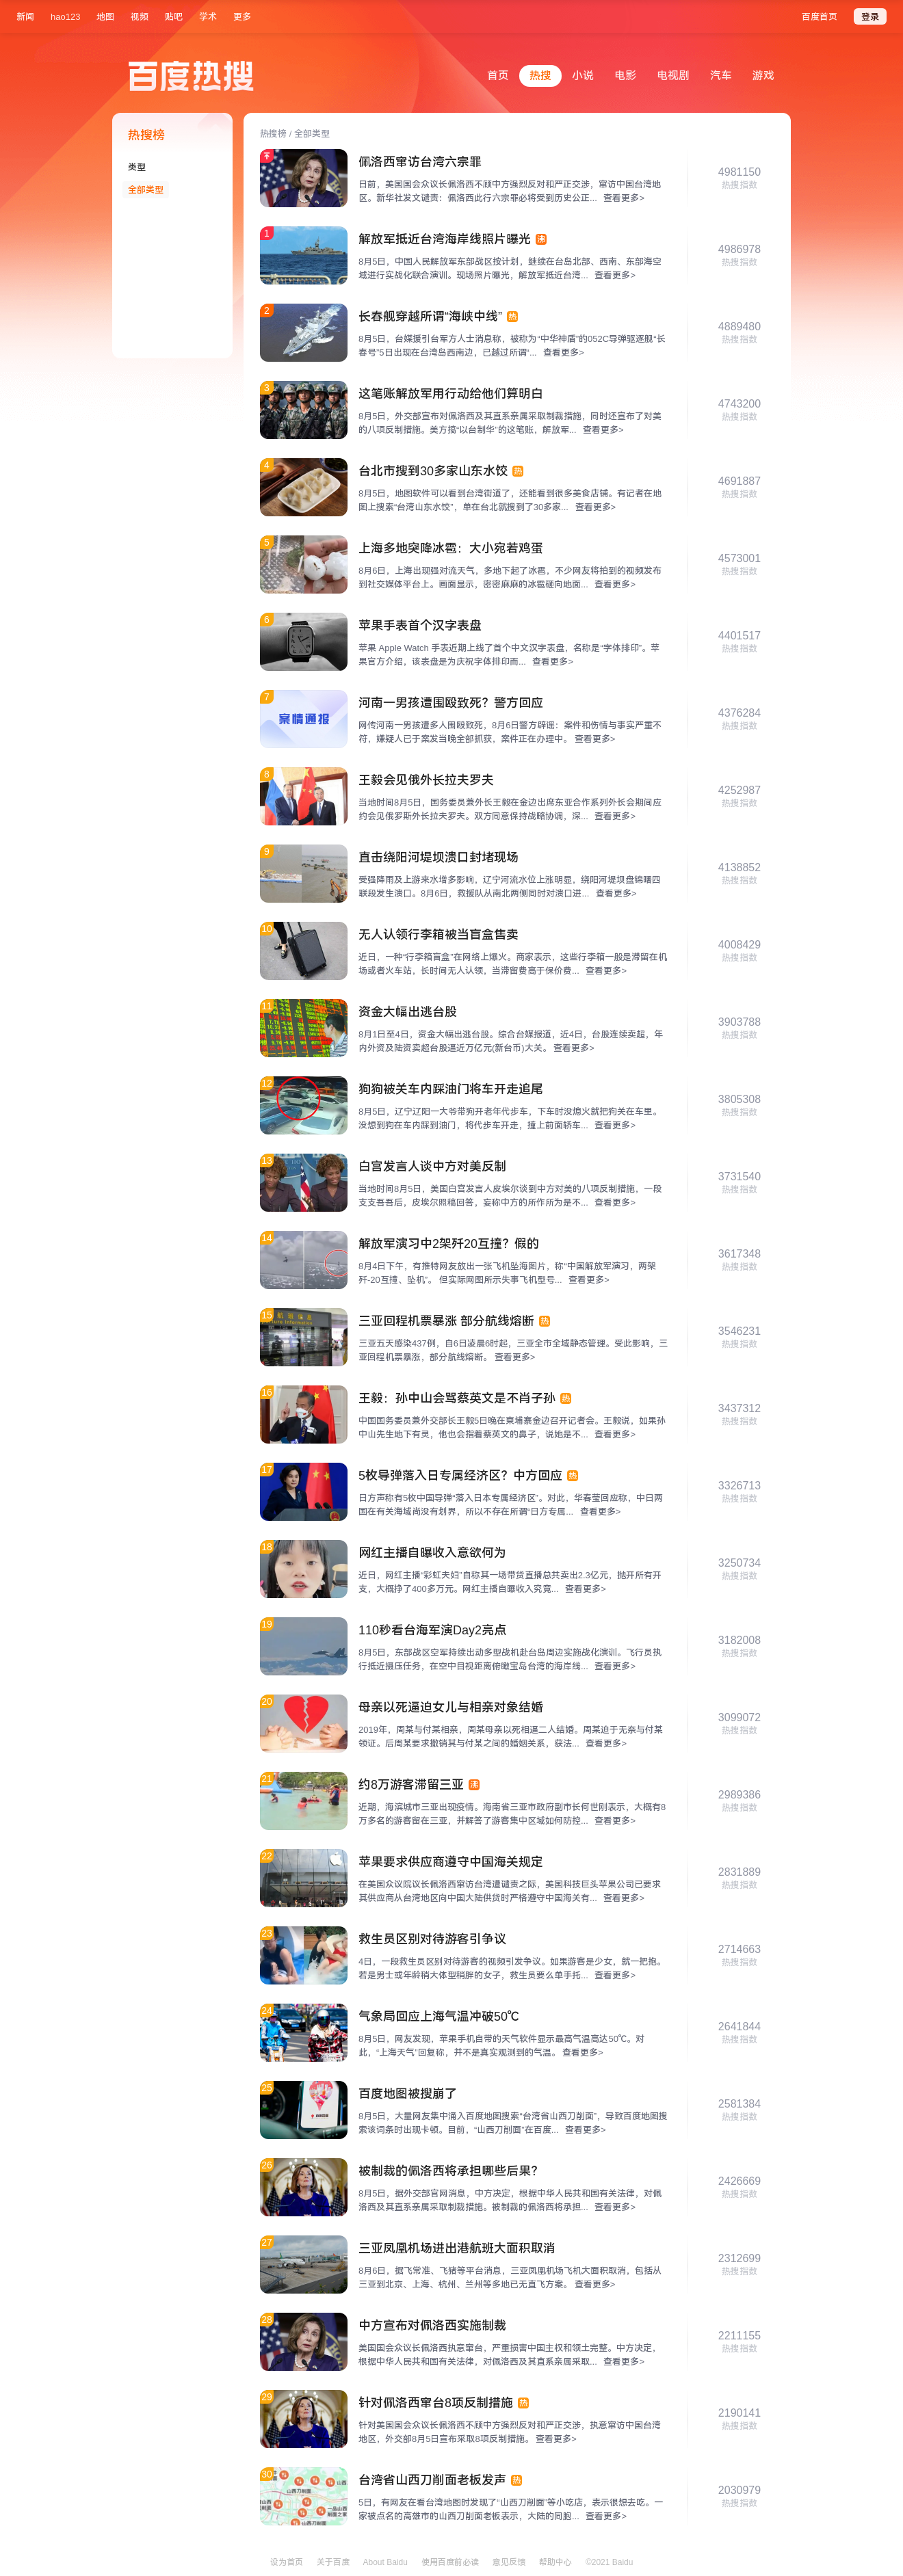 新闻 hao123 地图 视频 贴吧 学术 更多 百度首页 登录
百度热搜 首页 热搜 小说 电影 电视剧 汽车 游戏
热搜榜
类型
全部类型
热搜榜 / 全部类型
佩洛西窜访台湾六宗罪
日前，美国国会众议长佩洛西不顾中方强烈反对和严正交涉，窜访中国台湾地
区。新华社发文谴责：佩洛西此行六宗罪必将受到历史公正... 查看更多>
4981150
热搜指数
1
解放军抵近台湾海岸线照片曝光 沸
8月5日，中国人民解放军东部战区按计划，继续在台岛北部、西南、东部海空
域进行实战化联合演训。现场照片曝光，解放军抵近台湾... 查看更多>
4986978
热搜指数
2
长春舰穿越所谓“海峡中线” 热
8月5日，台媒援引台军方人士消息称，被称为“中华神盾”的052C导弹驱逐舰“长
春号”5日出现在台湾岛西南边，已越过所谓“... 查看更多>
4889480
热搜指数
3
这笔账解放军用行动给他们算明白
8月5日，外交部宣布对佩洛西及其直系亲属采取制裁措施，同时还宣布了对美
的八项反制措施。美方搞“以台制华”的这笔账，解放军... 查看更多>
4743200
热搜指数
4
台北市搜到30多家山东水饺 热
8月5日，地图软件可以看到台湾街道了，还能看到很多美食店铺。有记者在地
图上搜索“台湾山东水饺”，单在台北就搜到了30多家... 查看更多>
4691887
热搜指数
5
上海多地突降冰雹：大小宛若鸡蛋
8月6日，上海出现强对流天气，多地下起了冰雹，不少网友将拍到的视频发布
到社交媒体平台上。画面显示，密密麻麻的冰雹砸向地面... 查看更多>
4573001
热搜指数
6
苹果手表首个汉字表盘
苹果 Apple Watch 手表近期上线了首个中文汉字表盘，名称是“字体排印”。苹
果官方介绍，该表盘是为庆祝字体排印而... 查看更多>
4401517
热搜指数
7
案情通报
河南一男孩遭围殴致死？警方回应
网传河南一男孩遭多人围殴致死，8月6日警方辟谣：案件和伤情与事实严重不
符，嫌疑人已于案发当晚全部抓获，案件正在办理中。 查看更多>
4376284
热搜指数
8
王毅会见俄外长拉夫罗夫
当地时间8月5日，国务委员兼外长王毅在金边出席东亚合作系列外长会期间应
约会见俄罗斯外长拉夫罗夫。双方同意保持战略协调，深... 查看更多>
4252987
热搜指数
9
直击绕阳河堤坝溃口封堵现场
受强降雨及上游来水增多影响，辽宁河流水位上涨明显，绕阳河堤坝盘锦曙四
联段发生溃口。8月6日，救援队从南北两侧同时对溃口进... 查看更多>
4138852
热搜指数
10
无人认领行李箱被当盲盒售卖
近日，一种“行李箱盲盒”在网络上爆火。商家表示，这些行李箱一般是滞留在机
场或者火车站，长时间无人认领，当滞留费高于保价费... 查看更多>
4008429
热搜指数
11
资金大幅出逃台股
8月1日至4日，资金大幅出逃台股。综合台媒报道，近4日，台股连续卖超，年
内外资及陆资卖超台股逼近万亿元(新台币)大关。 查看更多>
3903788
热搜指数
12
狗狗被关车内踩油门将车开走追尾
8月5日，辽宁辽阳一大爷带狗开老年代步车，下车时没熄火就把狗关在车里。
没想到狗在车内踩到油门，将代步车开走，撞上前面轿车... 查看更多>
3805308
热搜指数
13
白宫发言人谈中方对美反制
当地时间8月5日，美国白宫发言人皮埃尔谈到中方对美的八项反制措施，一段
支支吾吾后，皮埃尔照稿回答，妄称中方的所作所为是不... 查看更多>
3731540
热搜指数
14
解放军演习中2架歼20互撞？假的
8月4日下午，有推特网友放出一张飞机坠海图片，称“中国解放军演习，两架
歼-20互撞、坠机”。 但实际网图所示失事飞机型号... 查看更多>
3617348
热搜指数
15
三亚回程机票暴涨 部分航线熔断 热
三亚五天感染437例，自6日凌晨6时起，三亚全市全域静态管理。受此影响，三
亚回程机票暴涨，部分航线熔断。 查看更多>
3546231
热搜指数
16
王毅：孙中山会骂蔡英文是不肖子孙 热
中国国务委员兼外交部长王毅5日晚在柬埔寨金边召开记者会。王毅说，如果孙
中山先生地下有灵，他也会指着蔡英文的鼻子，说她是不... 查看更多>
3437312
热搜指数
17
5枚导弹落入日专属经济区？中方回应 热
日方声称有5枚中国导弹“落入日本专属经济区”。对此，华春莹回应称，中日两
国在有关海域尚没有划界，所以不存在所谓“日方专属... 查看更多>
3326713
热搜指数
18
网红主播自曝收入意欲何为
近日，网红主播“彩虹夫妇”自称其一场带货直播总共卖出2.3亿元，抛开所有开
支，大概挣了400多万元。网红主播自曝收入究竟... 查看更多>
3250734
热搜指数
19
110秒看台海军演Day2亮点
8月5日，东部战区空军持续出动多型战机赴台岛周边实施战化演训。飞行员执
行抵近慑压任务，在空中目视距离俯瞰宝岛台湾的海岸线... 查看更多>
3182008
热搜指数
20
母亲以死逼迫女儿与相亲对象结婚
2019年，周某与付某相亲，周某母亲以死相逼二人结婚。周某迫于无奈与付某
领证。后周某要求撤销其与付某之间的婚姻关系，获法... 查看更多>
3099072
热搜指数
21
约8万游客滞留三亚 沸
近期，海滨城市三亚出现疫情。海南省三亚市政府副市长何世刚表示，大概有8
万多名的游客留在三亚，并解答了游客集中区域如何防控... 查看更多>
2989386
热搜指数
22
苹果要求供应商遵守中国海关规定
在美国众议院议长佩洛西窜访台湾遭谴责之际，美国科技巨头苹果公司已要求
其供应商从台湾地区向中国大陆供货时严格遵守中国海关有... 查看更多>
2831889
热搜指数
23
救生员区别对待游客引争议
4日，一段救生员区别对待游客的视频引发争议。如果游客是少女，就一把抱。
若是男士或年龄稍大体型稍胖的女子，救生员要么单手托... 查看更多>
2714663
热搜指数
24
气象局回应上海气温冲破50℃
8月5日，网友发现，苹果手机自带的天气软件显示最高气温高达50℃。对
此，“上海天气”回复称，并不是真实观测到的气温。 查看更多>
2641844
热搜指数
25
百度地图被搜崩了
8月5日，大量网友集中涌入百度地图搜索“台湾省山西刀削面”，导致百度地图搜
索该词条时出现卡顿。目前，“山西刀削面”在百度... 查看更多>
2581384
热搜指数
26
被制裁的佩洛西将承担哪些后果？
8月5日，据外交部官网消息，中方决定，根据中华人民共和国有关法律，对佩
洛西及其直系亲属采取制裁措施。被制裁的佩洛西将承担... 查看更多>
2426669
热搜指数
27
三亚凤凰机场进出港航班大面积取消
8月6日，据飞常准、飞猪等平台消息，三亚凤凰机场飞机大面积取消，包括从
三亚到北京、上海、杭州、兰州等多地已无直飞方案。 查看更多>
2312699
热搜指数
28
中方宣布对佩洛西实施制裁
美国国会众议长佩洛西执意窜台，严重损害中国主权和领土完整。中方决定，
根据中华人民共和国有关法律，对佩洛西及其直系亲属采取... 查看更多>
2211155
热搜指数
29
针对佩洛西窜台8项反制措施 热
针对美国国会众议长佩洛西不顾中方强烈反对和严正交涉，执意窜访中国台湾
地区，外交部8月5日宣布采取8项反制措施。 查看更多>
2190141
热搜指数
30
台湾省山西刀削面老板发声 热
5日，有网友在看台湾地图时发现了“山西刀削面”等小吃店，表示很想去吃。一
家被点名的高雄市的山西刀削面老板表示，大陆的同胞... 查看更多>
2030979
热搜指数
设为首页 关于百度 About Baidu 使用百度前必读 意见反馈 帮助中心 ©2021 Baidu